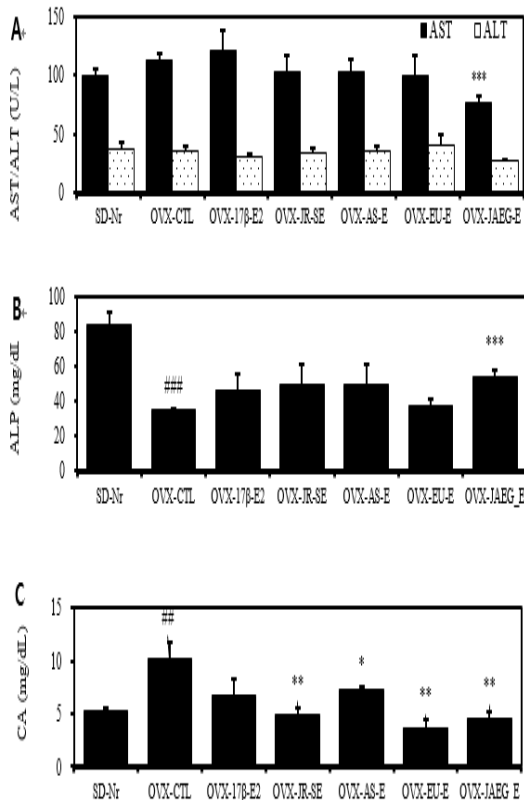 A
AST ALT
AST/ALT (U/L)
150
100
50
0
***
SD-Nr OVX-CTL OVX-17β-E2 OVX-JR-SE OVX-AS-E OVX-EU-E OVX-JAEG-E
B
ALP (mg/dL
100
80
60
40
20
0
###
***
SD-Nr OVX-CTL OVX-17β-E2 OVX-JR-SE OVX-AS-E OVX-EU-E OVX-JAEG_E
C
CA (mg/dL)
15
10
5
0
##
** * ** **
SD-Nr OVX-CTL OVX-17β-E2 OVX-JR-SE OVX-AS-E OVX-EU-E OVX-JAEG_E